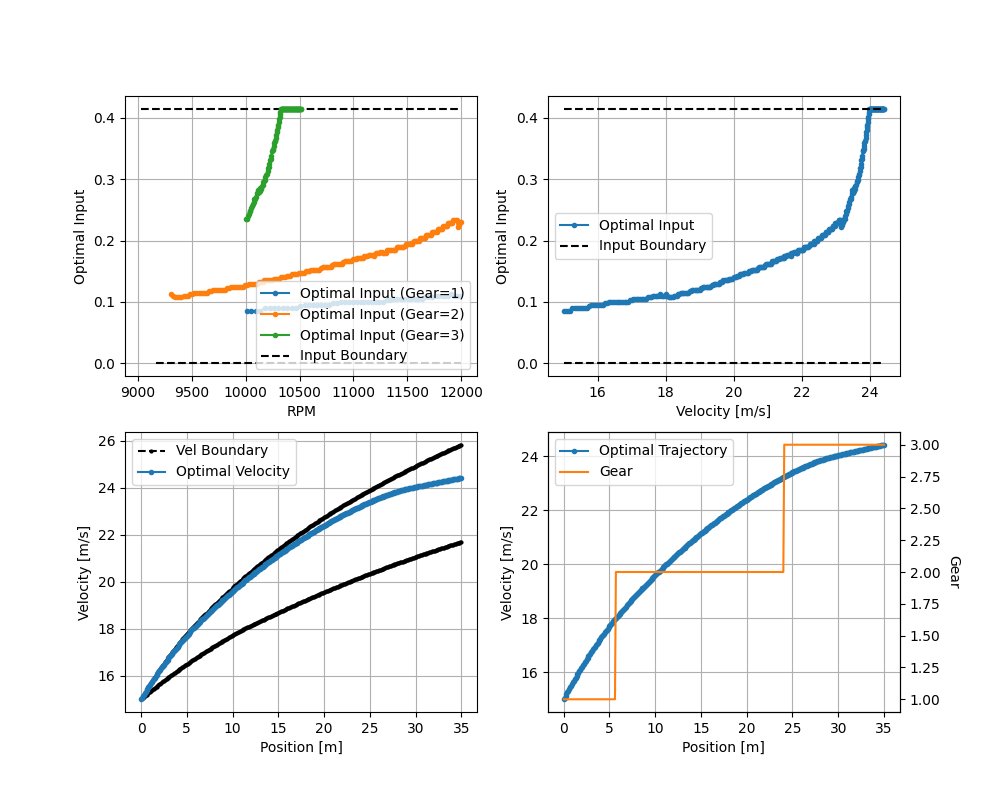 0.4
0.3
0.2
0.1
0.0
Optimal Input
Optimal Input (Gear=1)
Optimal Input (Gear=2)
Optimal Input (Gear=3)
Input Boundary
9000 9500 10000 10500 11000 11500 12000
RPM
0.4
0.3
0.2
0.1
0.0
Optimal Input
Optimal Input
Input Boundary
16 18 20 22 24
Velocity [m/s]
26
24
22
20
18
16
Velocity [m/s]
Vel Boundary
Optimal Velocity
0 5 10 15 20 25 30 35
Position [m]
24
22
20
18
16
Velocity [m/s]
Optimal Trajectory
Gear
3.00
2.75
2.50
2.25
2.00
1.75
1.50
1.25
1.00
Gear
0 5 10 15 20 25 30 35
Position [m]